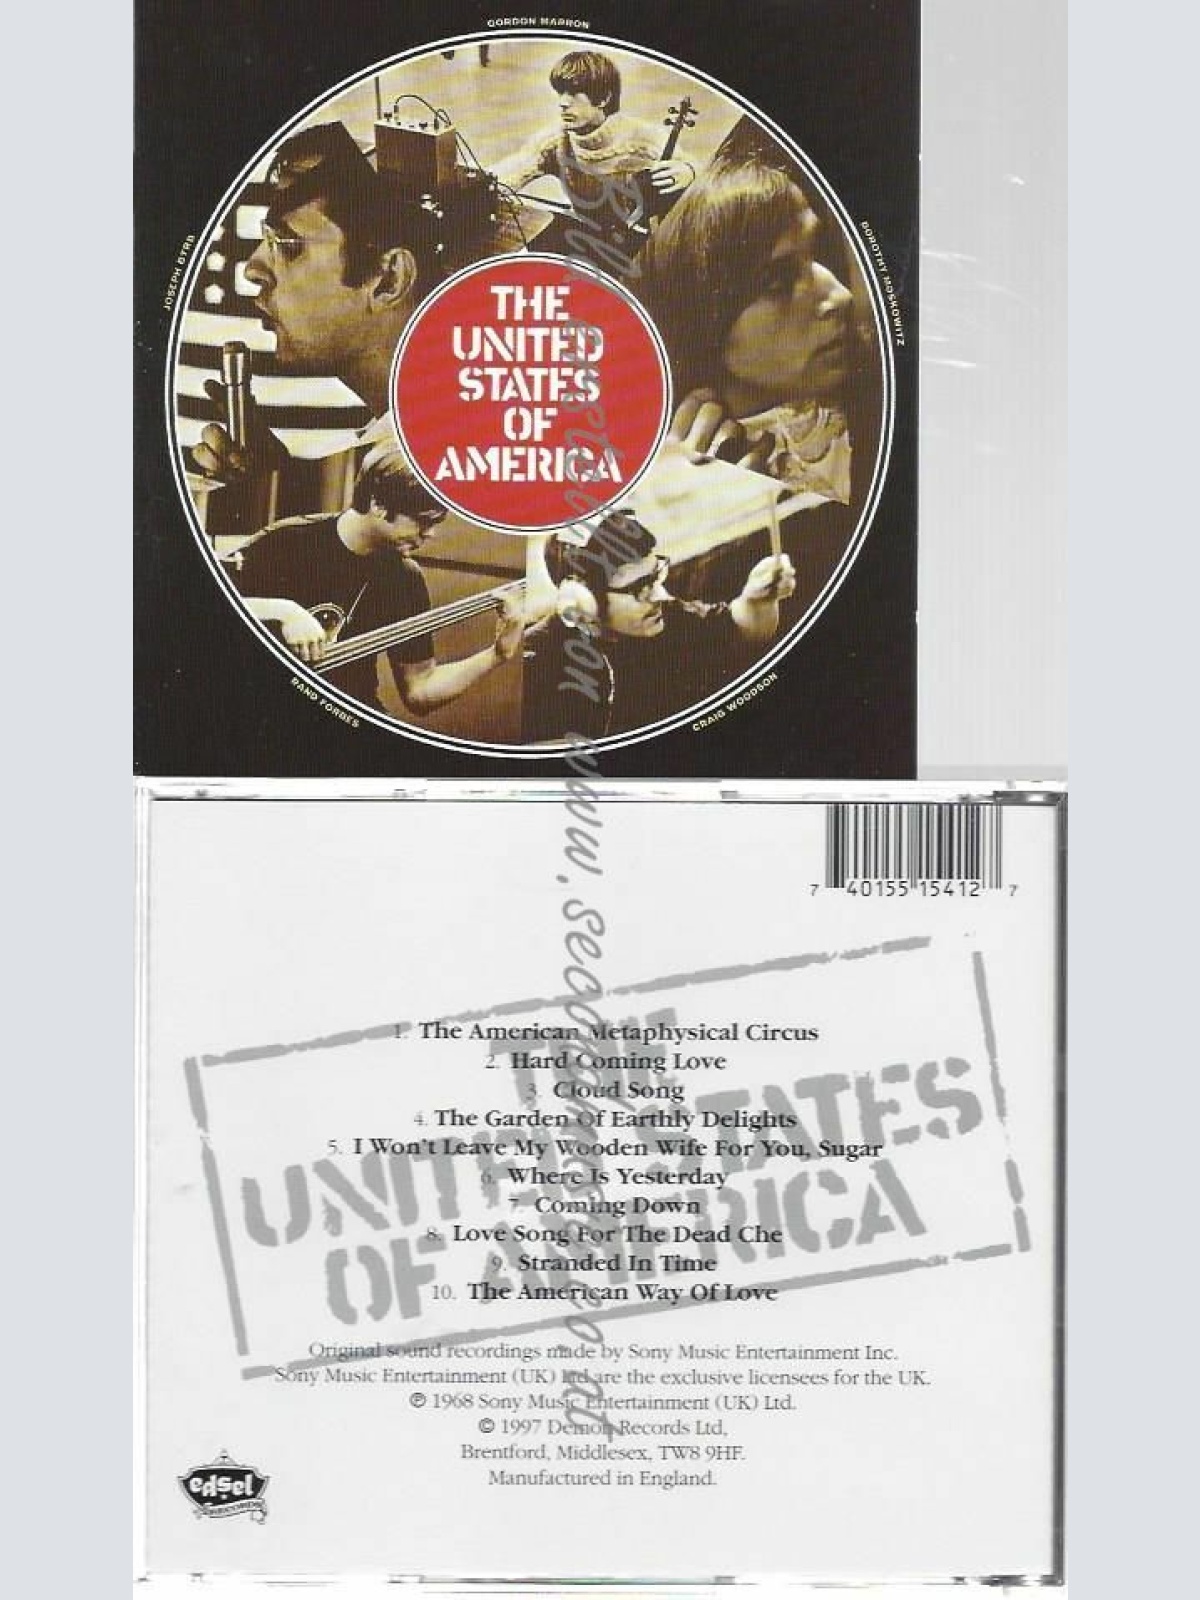 GORDON MARRON
JOSEPH BYRD
DOROTHY MOSKOWITZ
THE
UNITED
STATES
OF
AMERICA
RAND FORBES
CRAIG WOODSON
Bild erstellt von www.secondhandlp.at
7 40155 15412 7
THE
UNITED STATES
OF AMERICA
1. The American Metaphysical Circus
2. Hard Coming Love
3. Cloud Song
4. The Garden Of Earthly Delights
5. I Won't Leave My Wooden Wife For You, Sugar
6. Where Is Yesterday
7. Coming Down
8. Love Song For The Dead Che
9. Stranded In Time
10. The American Way Of Love
Original sound recordings made by Sony Music Entertainment Inc.
Sony Music Entertainment (UK) Ltd are the exclusive licensees for the UK.
℗ 1968 Sony Music Entertainment (UK) Ltd.
© 1997 Demon Records Ltd,
Brentford, Middlesex, TW8 9HF.
Manufactured in England.
edsel
RECORDS